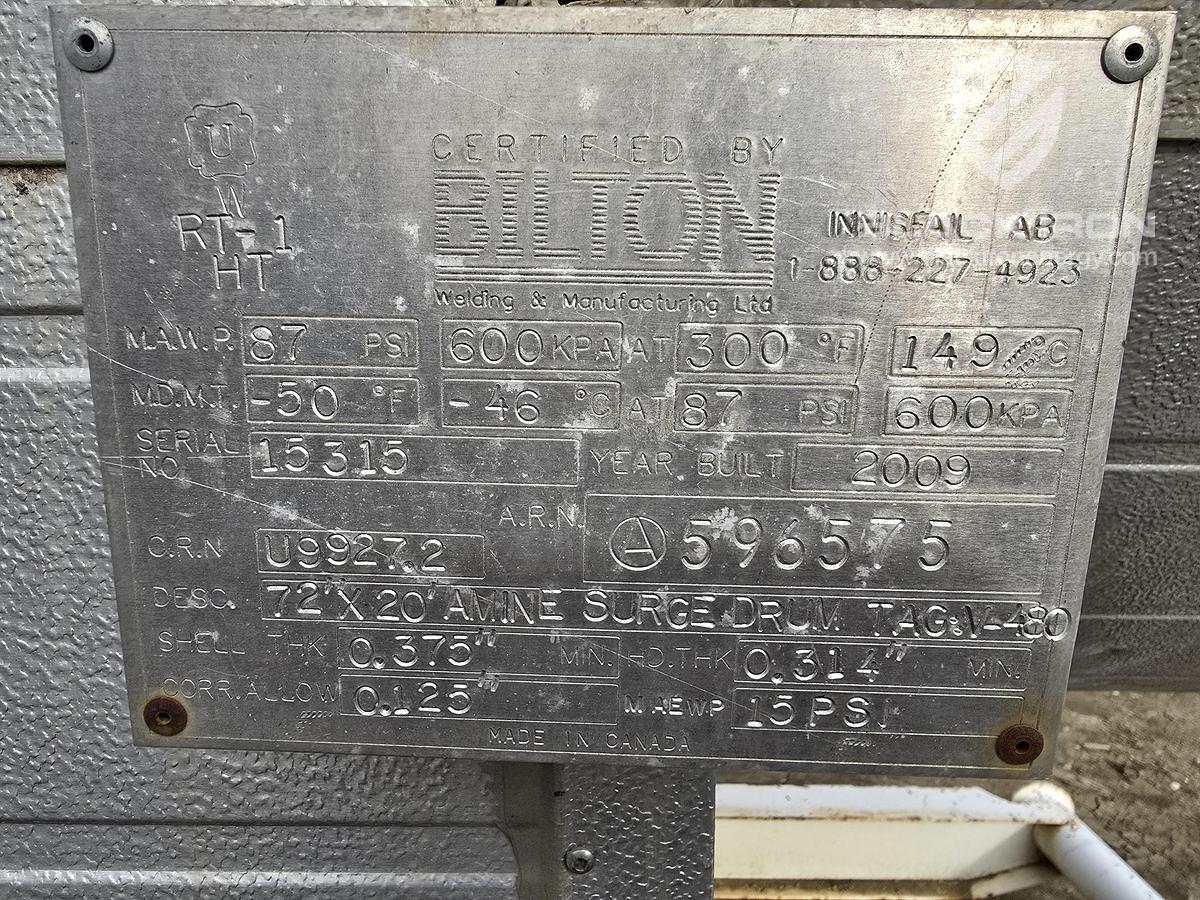 U
W
RT-1
HT
CERTIFIED BY
BILTON
Welding & Manufacturing Ltd
INNISFAIL AB
1-888-227-4923
M.A.W.P. 87 PSI 600 KPA AT 300 °F 149 °C
M.D.M.T. -50 °F -46 °C AT 87 PSI 600 KPA
SERIAL NO. 15315 YEAR BUILT 2009
A.R.N. A 596575
C.R.N U9927.2
DESC. 72"X 20' AMINE SURGE DRUM TAG:V-480
SHELL THK 0.375" MIN. HD.THK 0.314" MIN.
CORR. ALLOW 0.125" MAEWP 15 PSI
MADE IN CANADA